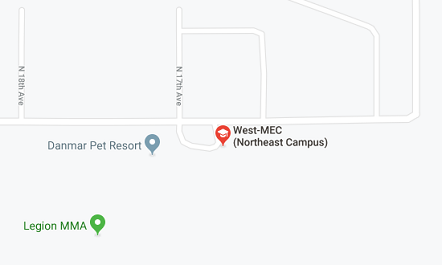 N 18th Ave
N 17th Ave
West-MEC
(Northeast Campus)
Danmar Pet Resort
Legion MMA